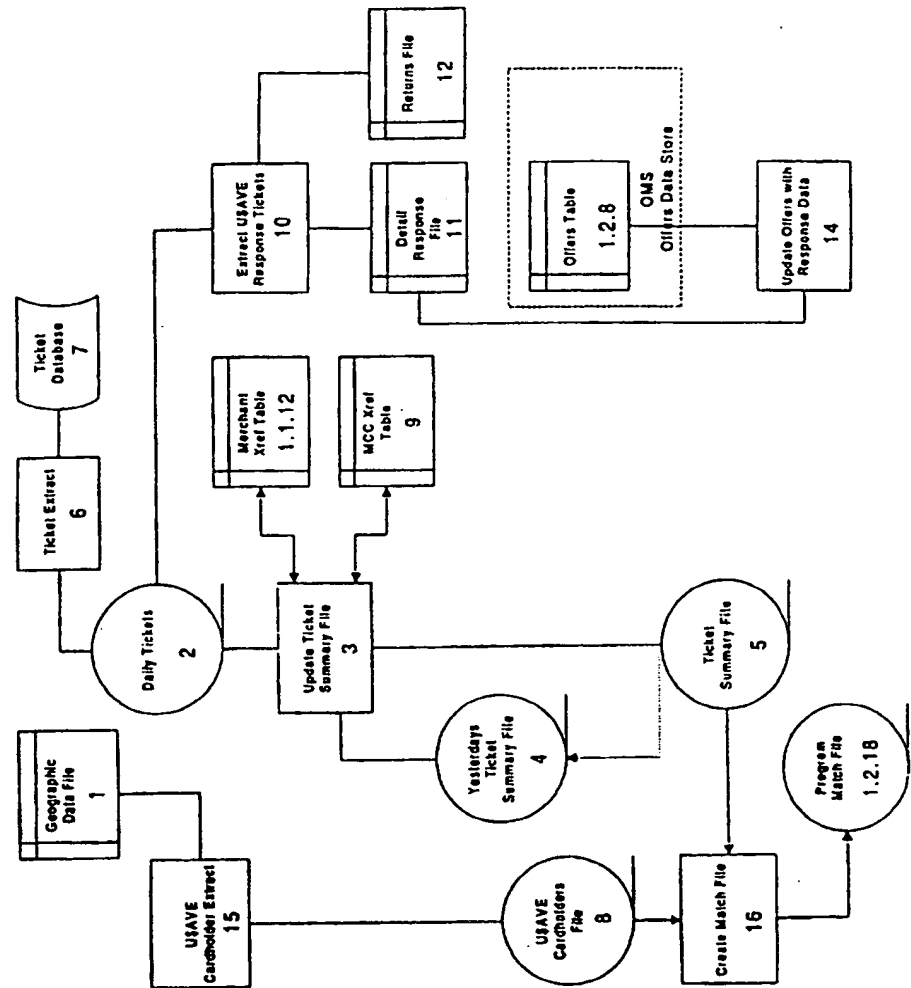 Geographic
Data File
1
USAVE
Cardholder Extract
15
USAVE
Cardholders
File
8
Create Match File
16
Program
Match File
1.2.18
Ticket
Database
7
Ticket Extract
6
Daily Tickets
2
Update Ticket
Summary File
3
Yesterdays
Ticket
Summary File
4
Ticket
Summary File
5
Merchant
Xref Table
1.1.12
MCC Xref
Table
9
Extract USAVE
Response Tickets
10
Returns File
12
Detail
Response
File
11
Offers Table
1.2.8
OMS
Offers Data Store
Update Offers with
Response Data
14